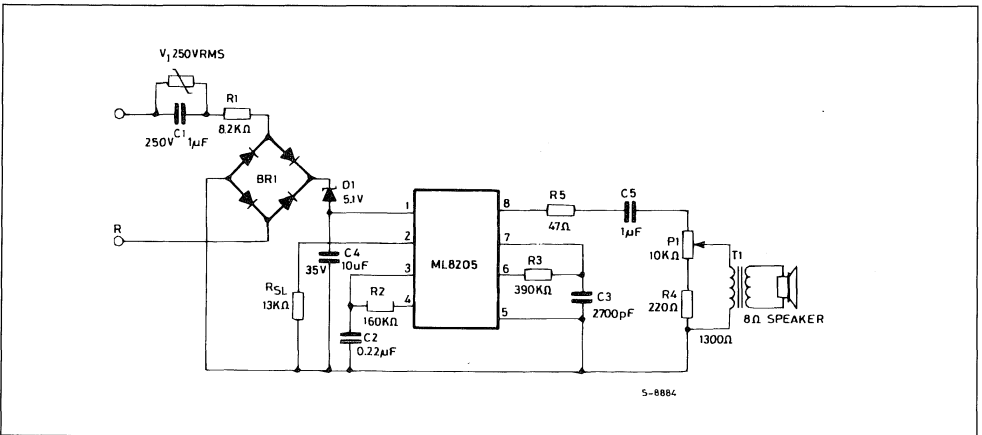 V1 250VRMS
R1
8.2KΩ
250V C1 1µF
BR1
D1
5.1V
R
1
2
3
4
ML8205
8
7
6
5
C4
10uF
35V
RSL
13KΩ
R2
160KΩ
C2
0.22µF
R5
47Ω
C5
1µF
R3
390KΩ
C3
2700pF
P1
10KΩ
R4
220Ω
T1
1300Ω
8Ω SPEAKER
S-8884